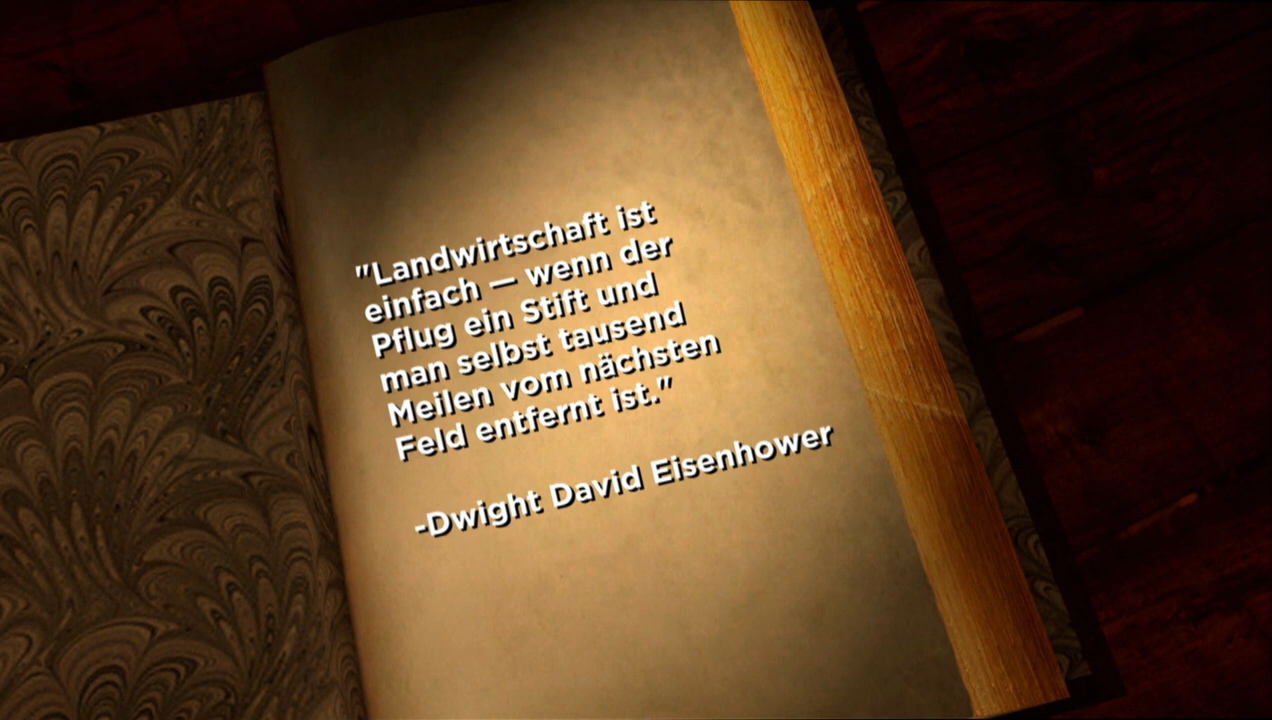 "Landwirtschaft ist
einfach — wenn der
Pflug ein Stift und
man selbst tausend
Meilen vom nächsten
Feld entfernt ist."
-Dwight David Eisenhower